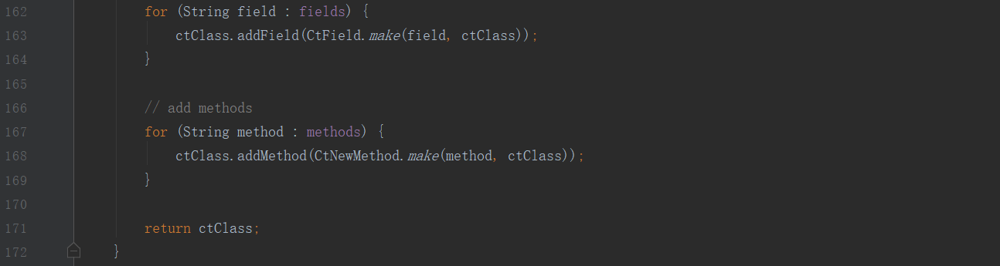 162 for (String field : fields) {
163 ctClass.addField(CtField.make(field, ctClass));
164 }
165
166 // add methods
167 for (String method : methods) {
168 ctClass.addMethod(CtNewMethod.make(method, ctClass));
169 }
170
171 return ctClass;
172 }